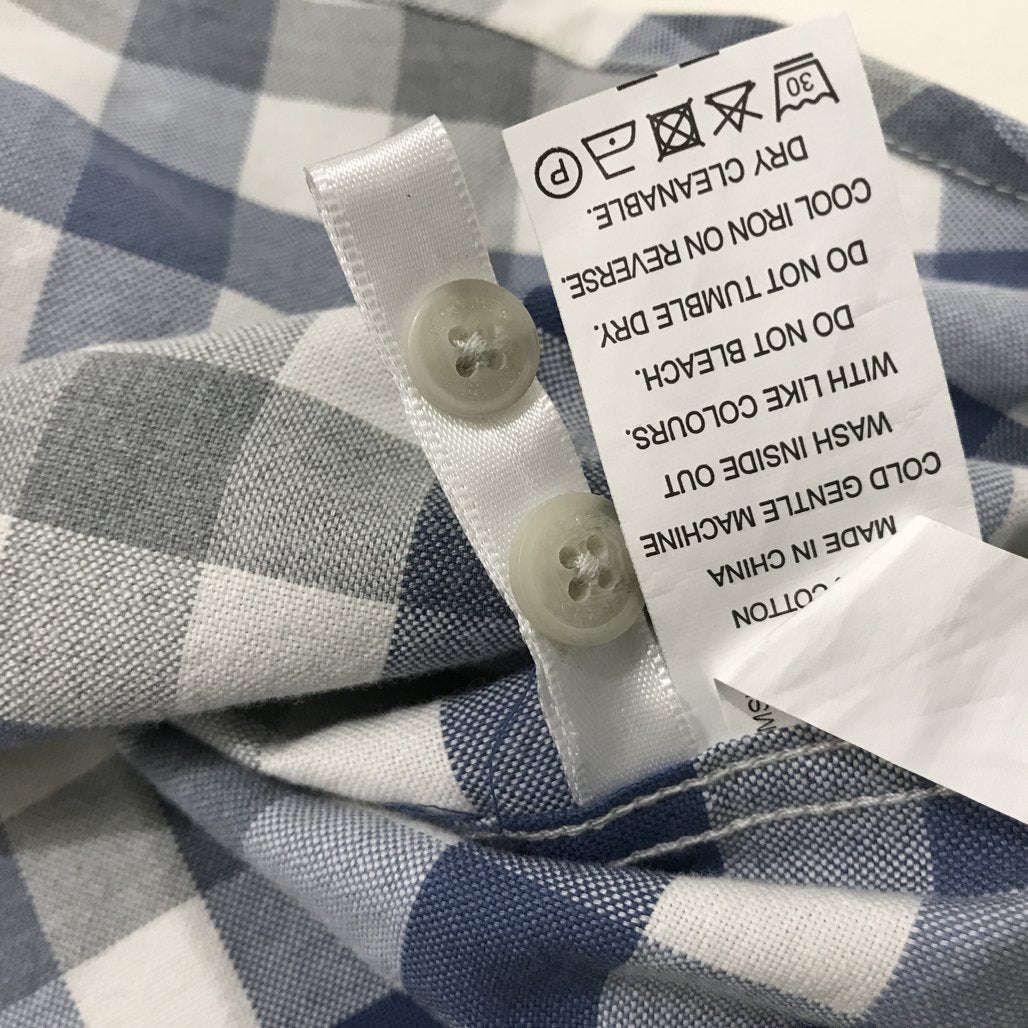 COTTON
MADE IN CHINA
COLD GENTLE MACHINE
WASH INSIDE OUT
WITH LIKE COLOURS.
DO NOT BLEACH.
DO NOT TUMBLE DRY.
COOL IRON ON REVERSE.
DRY CLEANABLE.
30 P